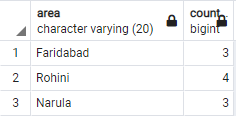 area
character varying (20)
count
bigint
1 Faridabad 3
2 Rohini 4
3 Narula 3